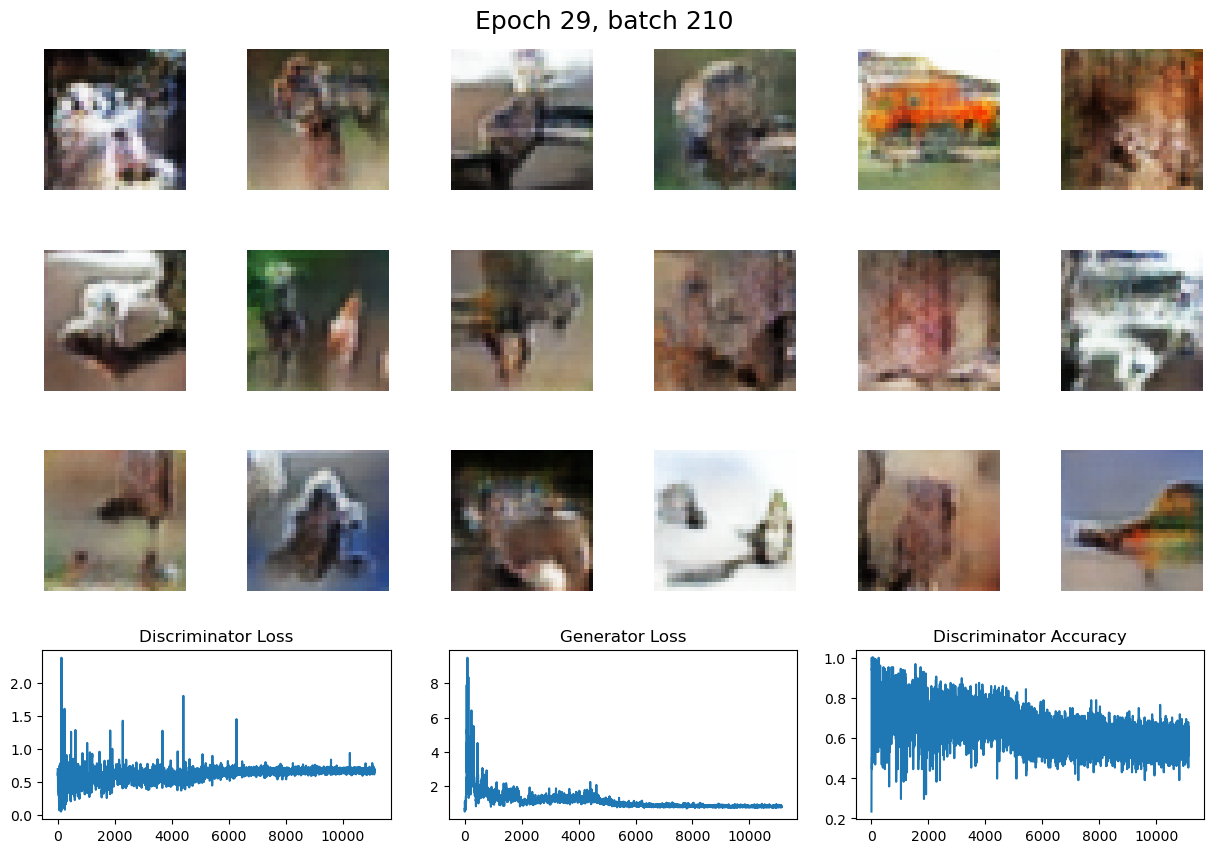 Epoch 29, batch 210
Discriminator Loss
Generator Loss
Discriminator Accuracy
2.0
1.5
1.0
0.5
0.0
0 2000 4000 6000 8000 10000
8
6
4
2
0 2000 4000 6000 8000 10000
1.0
0.8
0.6
0.4
0.2
0 2000 4000 6000 8000 10000